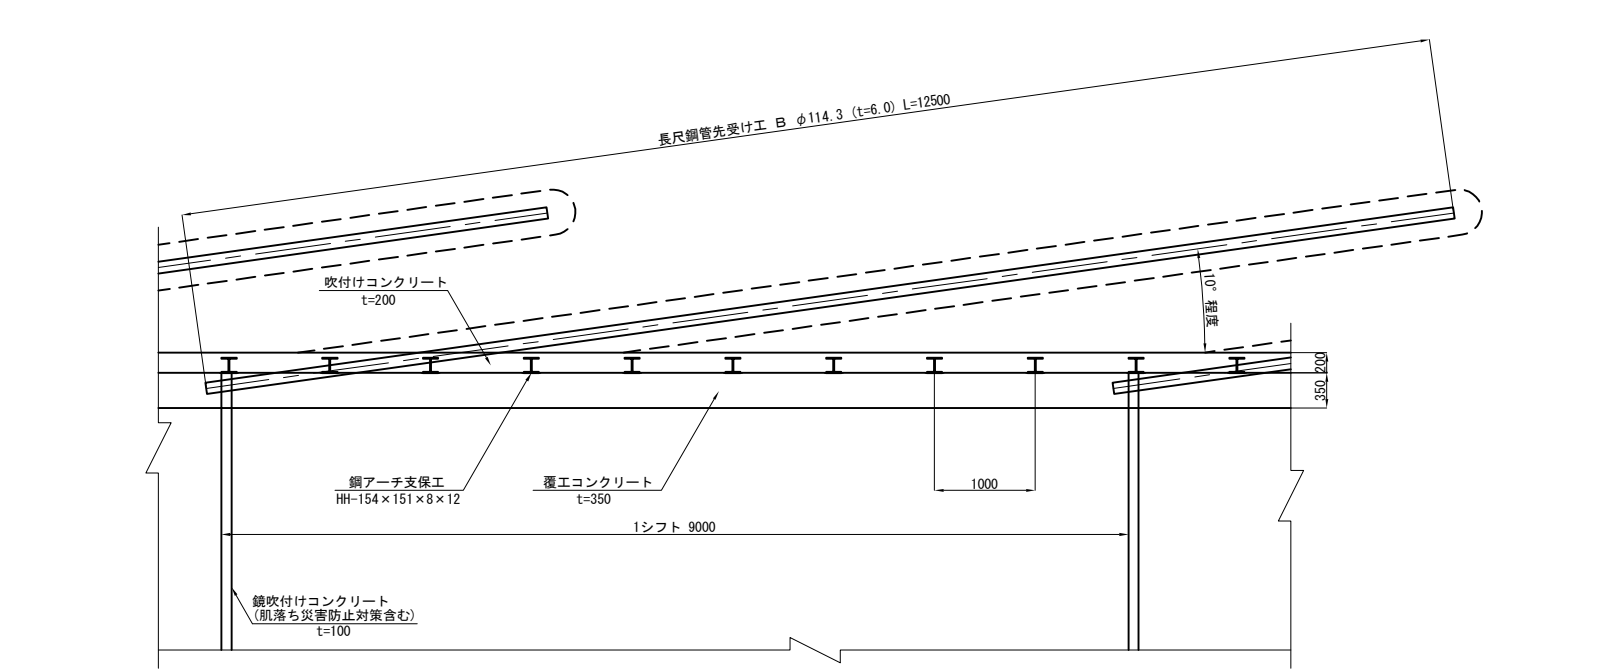 長尺鋼管先受け工 B φ114.3 (t=6.0) L=12500
吹付けコンクリート
t=200
10° 程度
200
350
鋼アーチ支保工
HH-154×151×8×12
覆工コンクリート
t=350
1000
1シフト 9000
鏡吹付けコンクリート
(肌落ち災害防止対策含む)
t=100